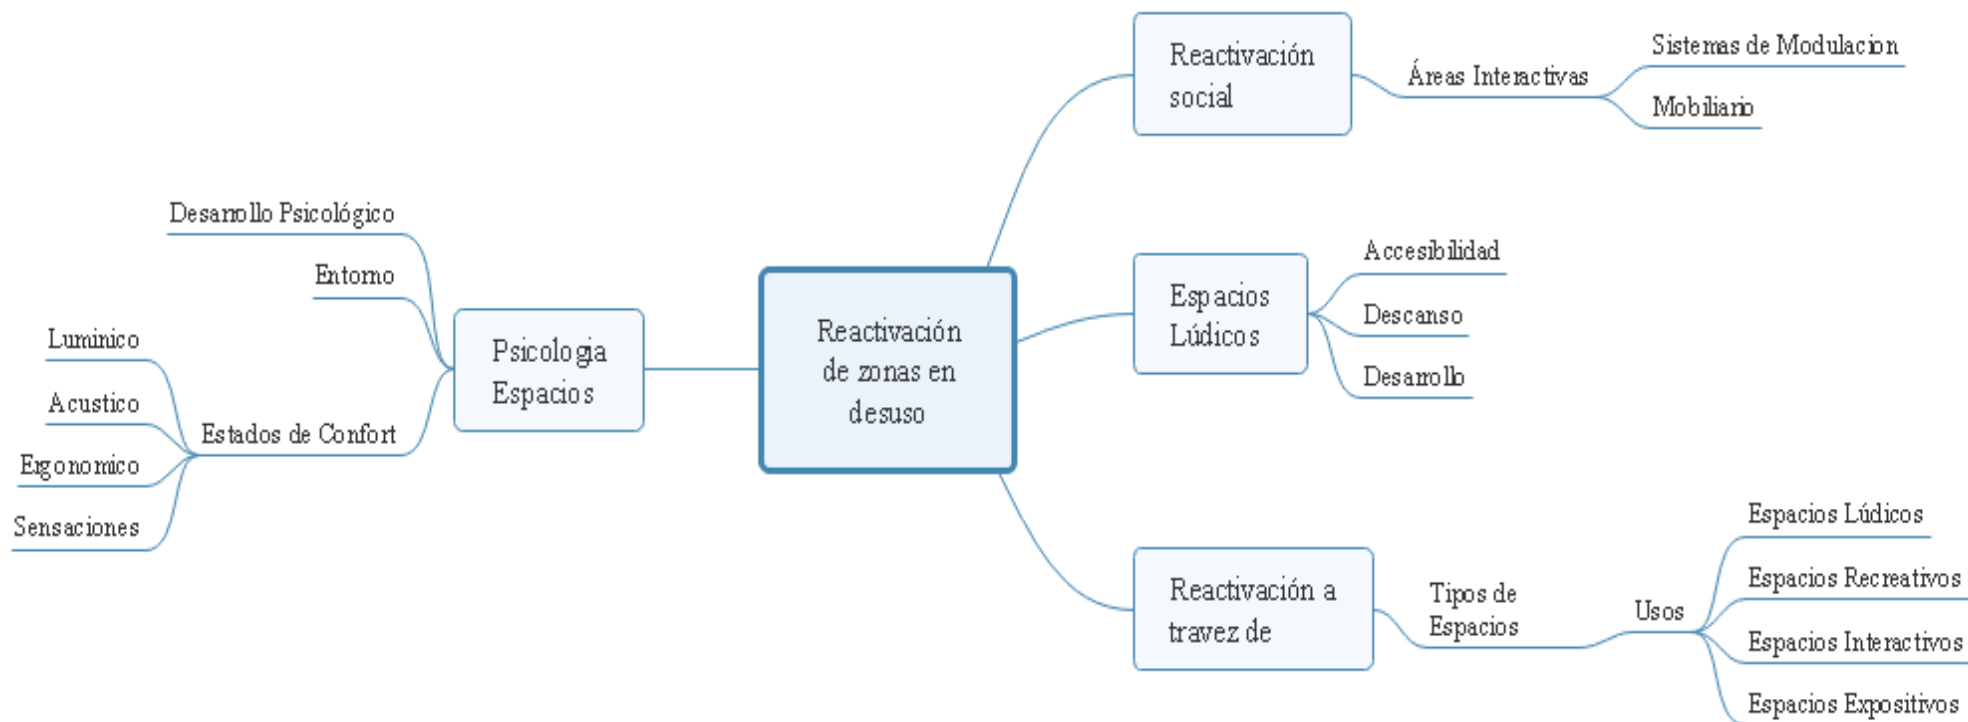 Reactivación
de zonas en
desuso
Reactivación
social
Áreas Interactivas
Sistemas de Modulacion
Mobiliario
Espacios
Lúdicos
Accesibilidad
Descanso
Desarrollo
Reactivación a
travez de
Tipos de
Espacios
Usos
Espacios Lúdicos
Espacios Recreativos
Espacios Interactivos
Espacios Expositivos
Psicologia
Espacios
Desarrollo Psicológico
Entorno
Estados de Confort
Luminico
Acustico
Ergonomico
Sensaciones